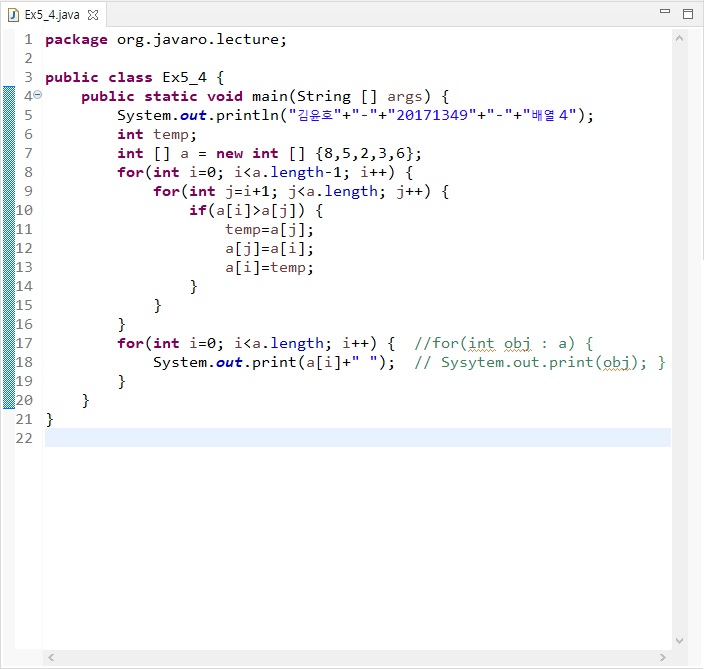 Ex5_4.java
1 package org.javaro.lecture;
2
3 public class Ex5_4 {
4     public static void main(String [] args) {
5         System.out.println("김윤호"+"-"+"20171349"+"-"+"배열 4");
6         int temp;
7         int [] a = new int [] {8,5,2,3,6};
8         for(int i=0; i<a.length-1; i++) {
9             for(int j=i+1; j<a.length; j++) {
10                 if(a[i]>a[j]) {
11                     temp=a[j];
12                     a[j]=a[i];
13                     a[i]=temp;
14                 }
15             }
16         }
17         for(int i=0; i<a.length; i++) {  //for(int obj : a) {
18             System.out.print(a[i]+" ");  // Sysytem.out.print(obj); }
19         }
20     }
21 }
22